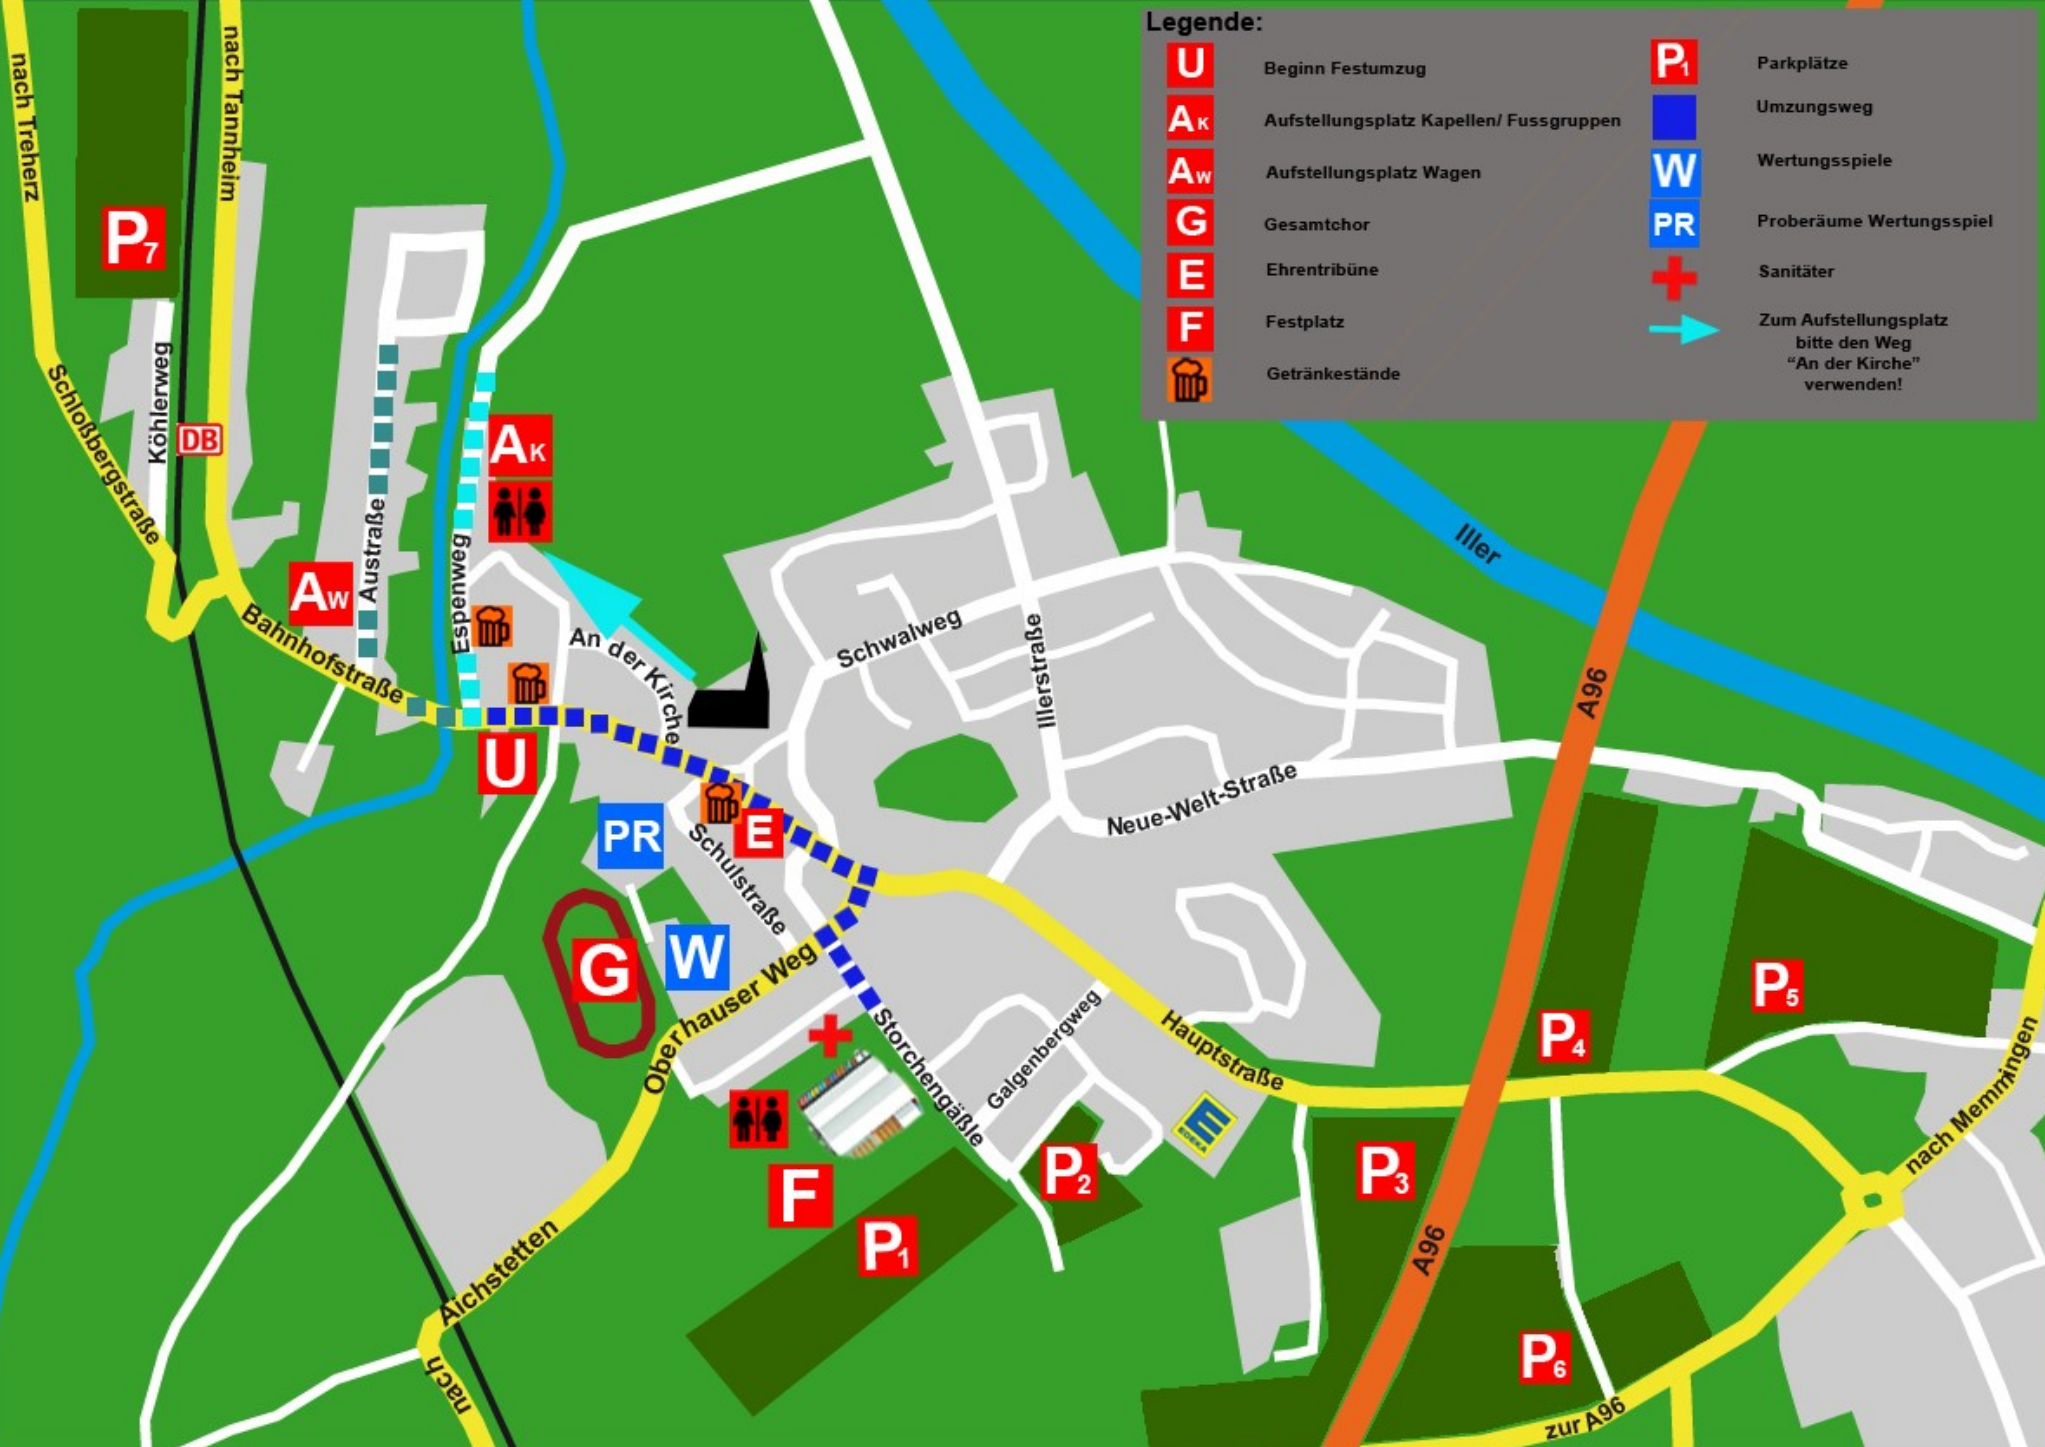 Legende:
U Beginn Festumzug
AK Aufstellungsplatz Kapellen/ Fussgruppen
AW Aufstellungsplatz Wagen
G Gesamtchor
E Ehrentribüne
F Festplatz
Getränkestände
P1 Parkplätze
Umzungsweg
W Wertungsspiele
PR Proberäume Wertungsspiel
Sanitäter
Zum Aufstellungsplatz
bitte den Weg
“An der Kirche”
verwenden!
nach Treherz
nach Tannheim
P7
Köhlerweg
Schloßbergstraße
DB
AK
Austraße
AW
Espenweg
Bahnhofstraße
An der Kirche
U
Schwalweg
Illerstraße
Iller
A96
Neue-Welt-Straße
PR
E
Schulstraße
G
W
Oberhauser Weg
Storchengäßle
Galgenbergweg
Hauptstraße
P4
P5
nach Memmingen
E
EDEKA
P2
P3
F
P1
A96
Aichstetten
nach
P6
zur A96